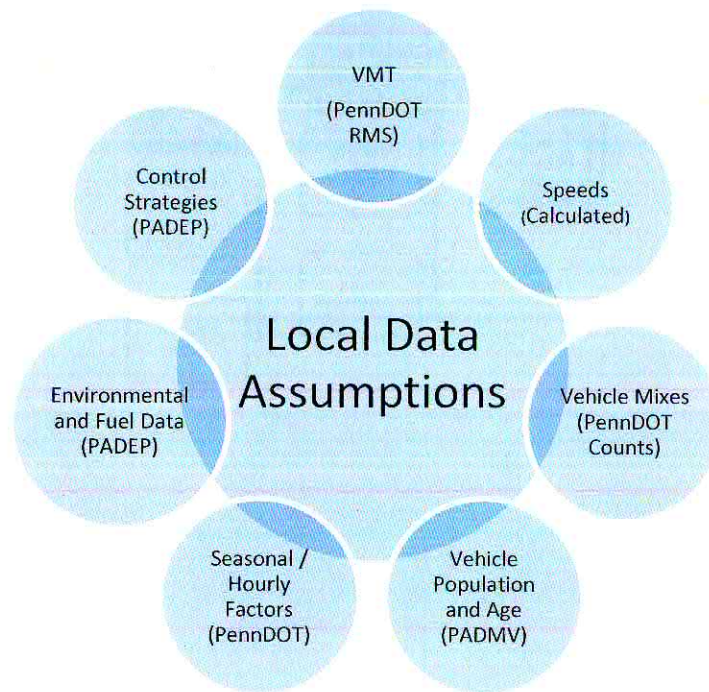 VMT
(PennDOT
RMS)
Speeds
(Calculated)
Vehicle Mixes
(PennDOT
Counts)
Vehicle
Population
and Age
(PADMV)
Seasonal /
Hourly
Factors
(PennDOT)
Environmental
and Fuel Data
(PADEP)
Control
Strategies
(PADEP)
Local Data
Assumptions